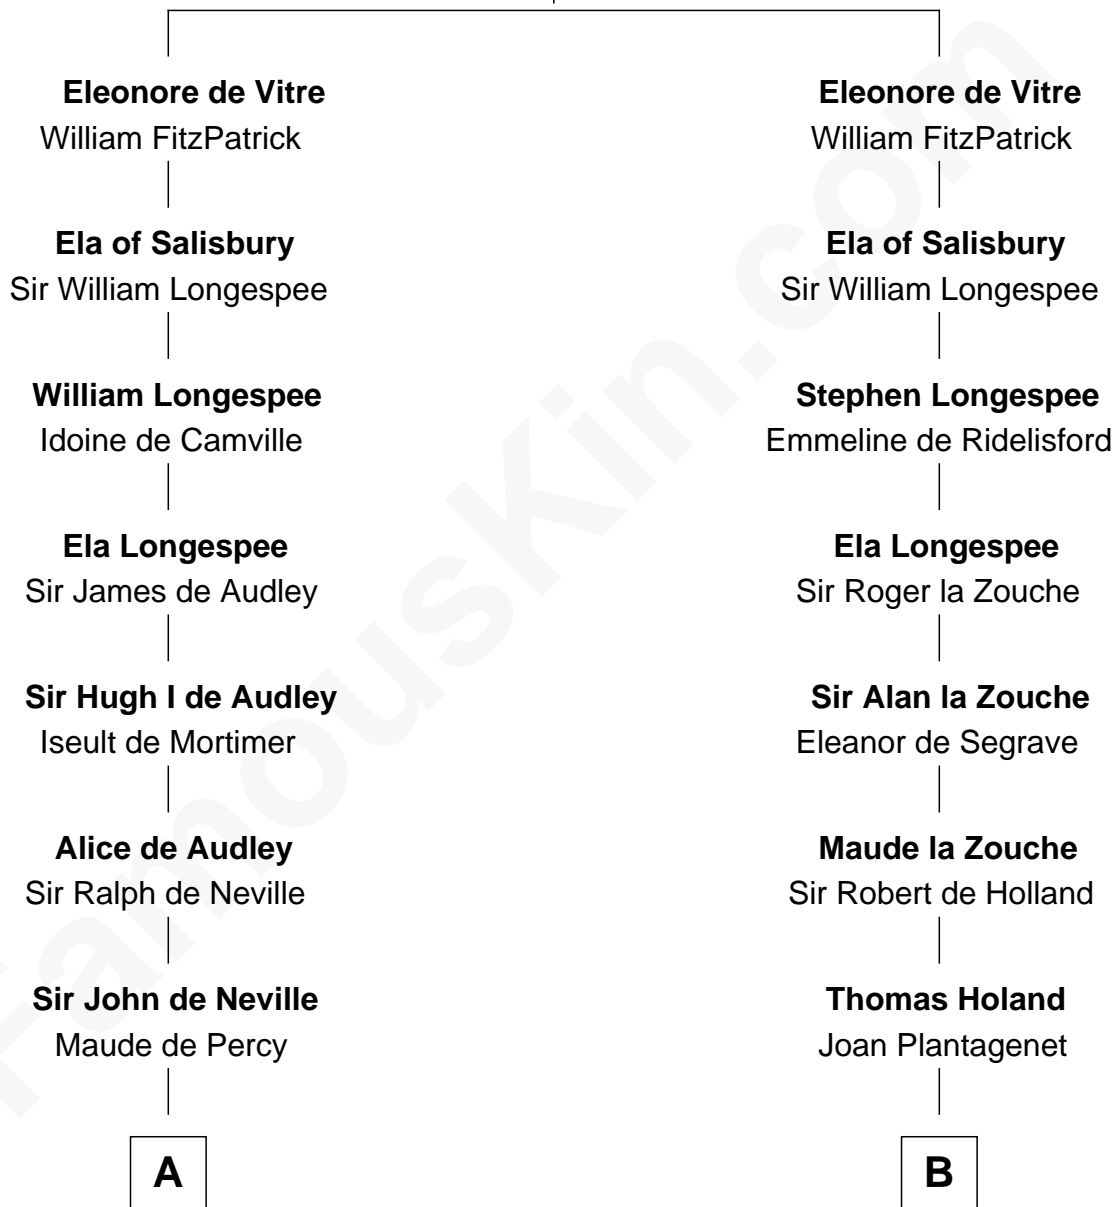 Eleonore de Vitre
William FitzPatrick
Ela of Salisbury
Sir William Longespee
William Longespee
Idoine de Camville
Ela Longespee
Sir James de Audley
Sir Hugh I de Audley
Iseult de Mortimer
Alice de Audley
Sir Ralph de Neville
Sir John de Neville
Maude de Percy
A
Eleonore de Vitre
William FitzPatrick
Ela of Salisbury
Sir William Longespee
Stephen Longespee
Emmeline de Ridelisford
Ela Longespee
Sir Roger la Zouche
Sir Alan la Zouche
Eleanor de Segrave
Maude la Zouche
Sir Robert de Holland
Thomas Holand
Joan Plantagenet
B
FamousKin.com